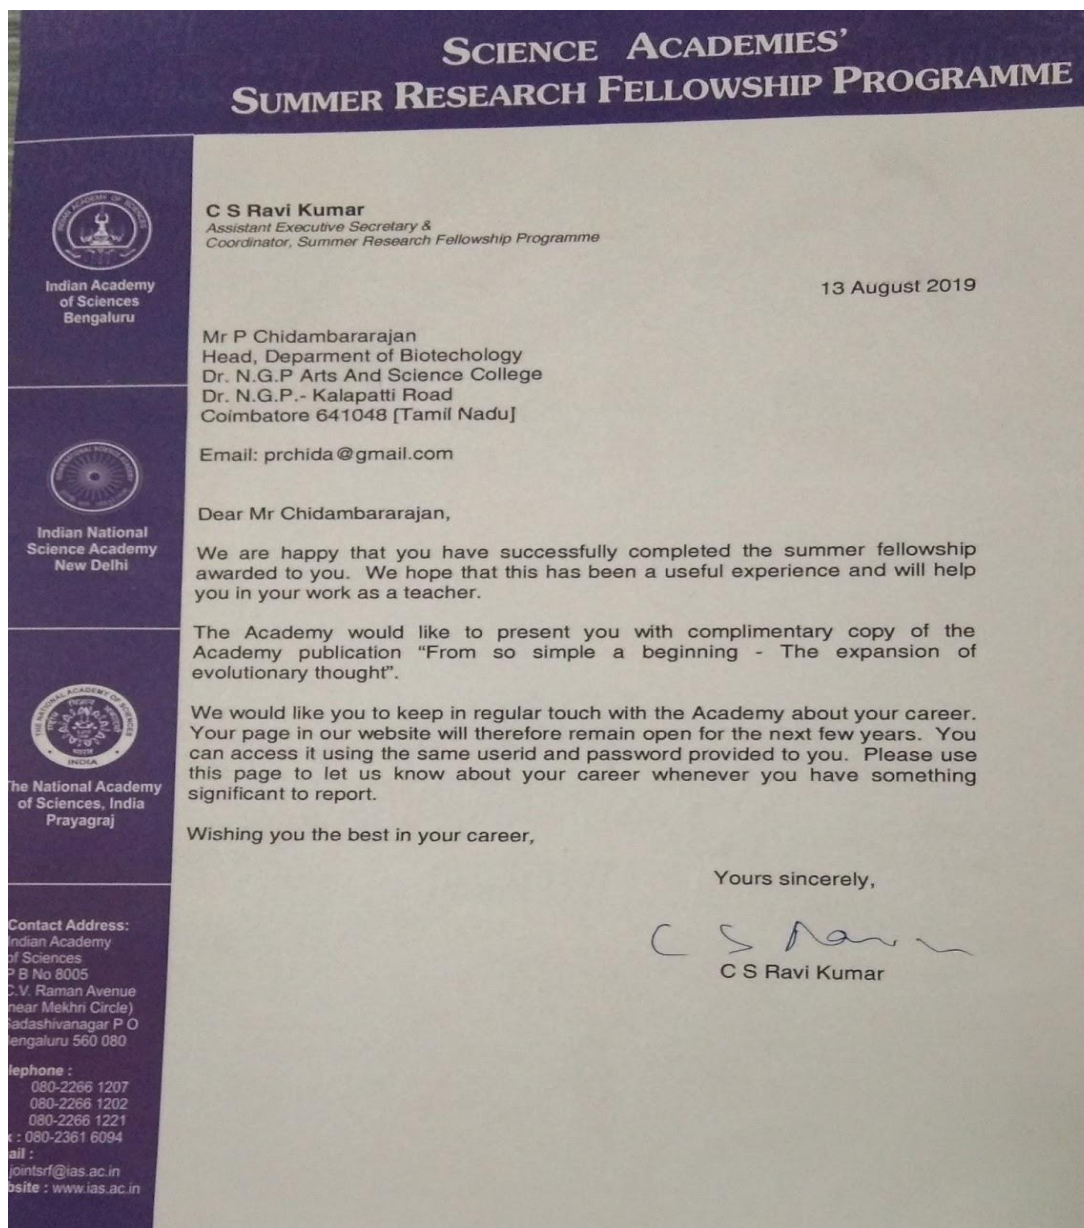 SCIENCE ACADEMIES'
SUMMER RESEARCH FELLOWSHIP PROGRAMME
Indian Academy
of Sciences
Bengaluru
Indian National
Science Academy
New Delhi
THE NATIONAL ACADEMY OF SCIENCES
INDIA
he National Academy
of Sciences, India
Prayagraj
Contact Address:
Indian Academy
of Sciences
P B No 8005
C.V. Raman Avenue
near Mekhri Circle)
Sadashivanagar P O
engaluru 560 080
lephone :
080-2266 1207
080-2266 1202
080-2266 1221
x : 080-2361 6094
ail :
jointsrf@ias.ac.in
bsite : www.ias.ac.in
C S Ravi Kumar
Assistant Executive Secretary &
Coordinator, Summer Research Fellowship Programme
13 August 2019
Mr P Chidambararajan
Head, Deparment of Biotechology
Dr. N.G.P Arts And Science College
Dr. N.G.P.- Kalapatti Road
Coimbatore 641048 [Tamil Nadu]
Email: prchida@gmail.com
Dear Mr Chidambararajan,
We are happy that you have successfully completed the summer fellowship
awarded to you. We hope that this has been a useful experience and will help
you in your work as a teacher.
The Academy would like to present you with complimentary copy of the
Academy publication “From so simple a beginning - The expansion of
evolutionary thought”.
We would like you to keep in regular touch with the Academy about your career.
Your page in our website will therefore remain open for the next few years. You
can access it using the same userid and password provided to you. Please use
this page to let us know about your career whenever you have something
significant to report.
Wishing you the best in your career,
Yours sincerely,
C S Ravi
C S Ravi Kumar